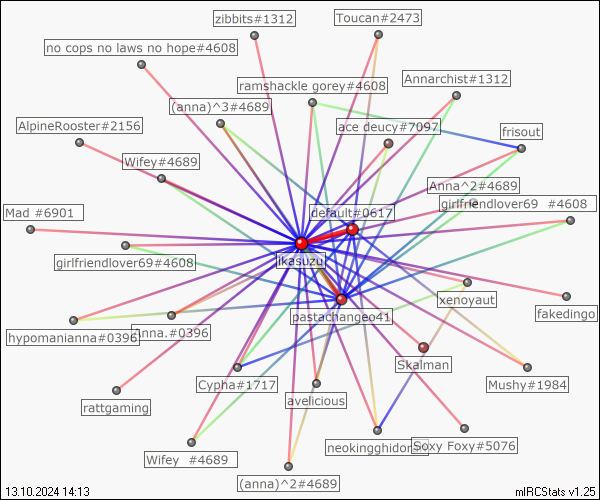 zibbits#1312
Toucan#2473
no cops no laws no hope#4608
ramshackle gorey#4608
Annarchist#1312
(anna)^3#4689
AlpineRooster#2156
ace deucy#7097
frisout
Wifey#4689
Anna^2#4689
girlfriendlover69 #4608
Mad #6901
default#0617
girlfriendlover69#4608
ikasuzu
xenoyaut
pastachangeo41
fakedingo
hypomanianna#0396
Anna.#0396
Skalman
Cypha#1717
Mushy#1984
avelicious
rattgaming
Soxy Foxy#5076
Wifey #4689
(anna)^2#4689
13.10.2024 14:13
mIRCStats v1.25